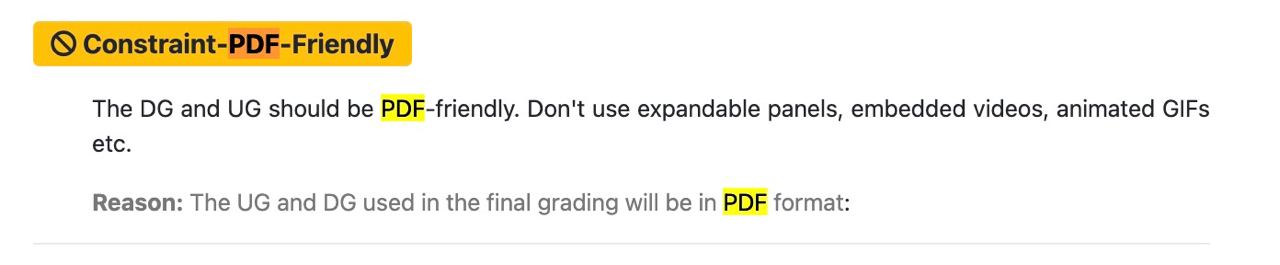 Constraint-PDF-Friendly
The DG and UG should be PDF-friendly. Don't use expandable panels, embedded videos, animated GIFs
etc.
Reason: The UG and DG used in the final grading will be in PDF format: